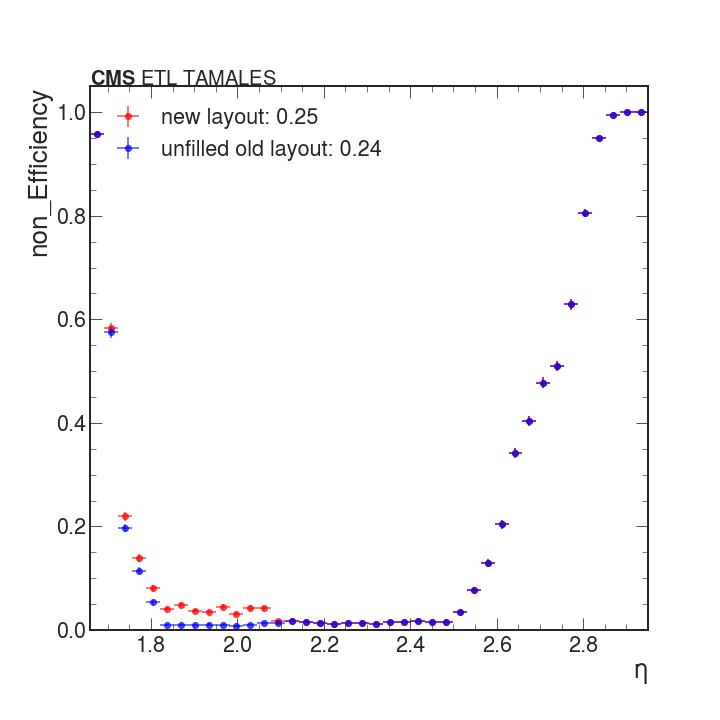 CMS ETL TAMALES
new layout: 0.25
unfilled old layout: 0.24
non_Efficiency
1.0
0.8
0.6
0.4
0.2
0.0
1.8 2.0 2.2 2.4 2.6 2.8
η